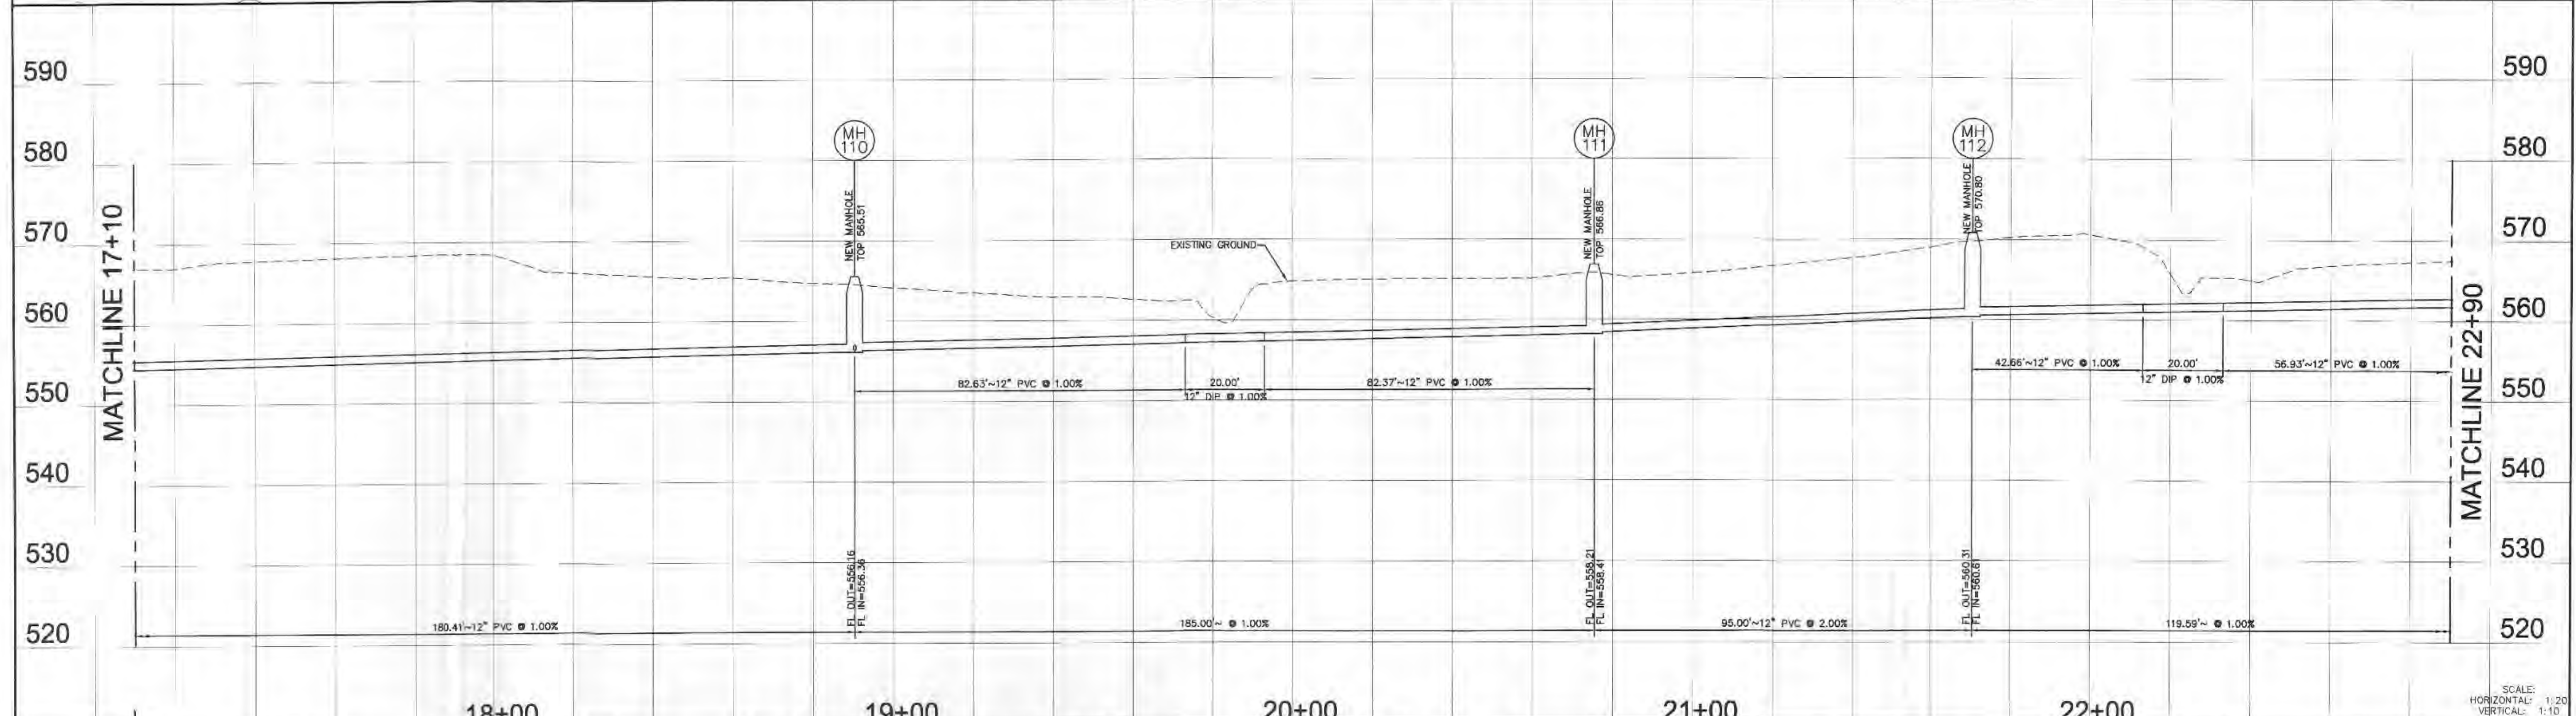 590
580
570
560
550
540
530
520
MATCHLINE 17+10
MH
110
NEW MANHOLE
TOP 565.51
EXISTING GROUND
MH
111
NEW MANHOLE
TOP 566.88
MH
112
NEW MANHOLE
TOP 570.80
82.63'~12" PVC @ 1.00%
20.00'
12" DIP @ 1.00%
82.37'~12" PVC @ 1.00%
42.66'~12" PVC @ 1.00%
20.00'
12" DIP @ 1.00%
56.93'~12" PVC @ 1.00%
FL OUT=556.16
FL IN=556.36
FL OUT=558.21
FL IN=558.41
FL OUT=560.31
FL IN=560.61
180.41'~12" PVC @ 1.00%
185.00'~ @ 1.00%
95.00'~12" PVC @ 2.00%
119.59'~ @ 1.00%
MATCHLINE 22+90
590
580
570
560
550
540
530
520
18+00
19+00
20+00
21+00
22+00
SCALE:
HORIZONTAL: 1:20
VERTICAL: 1:10